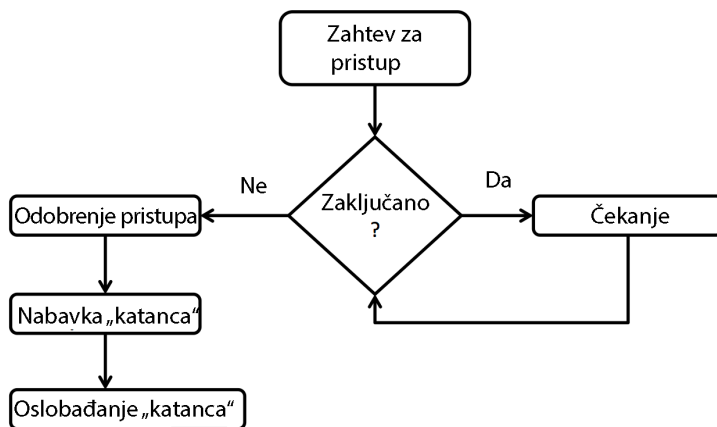 Zahtev za
pristup
Ne
Zaključano
?
Da
Odobrenje pristupa
Čekanje
Nabavka „katanca“
Oslobađanje „katanca“